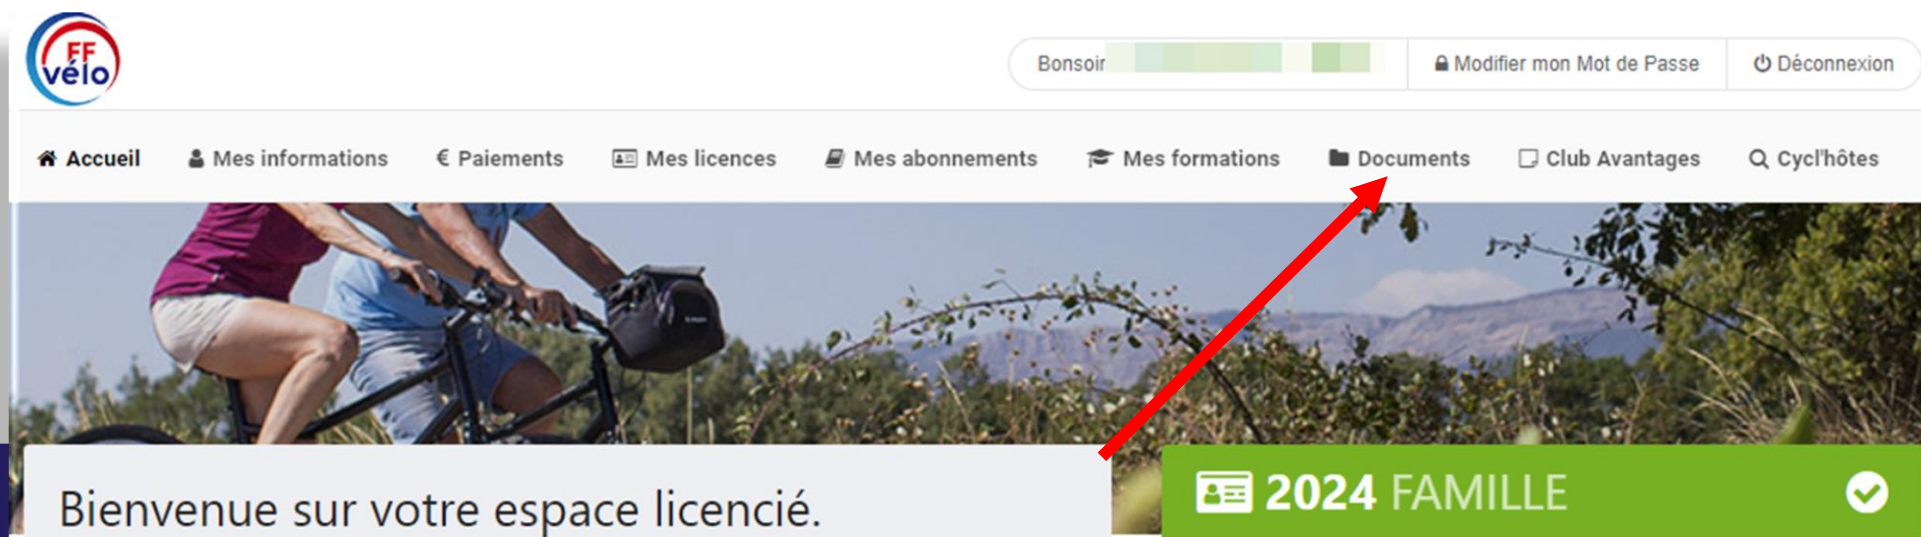 FF
vélo
Bonsoir
Modifier mon Mot de Passe
Déconnexion
Accueil
Mes informations
€ Paiements
Mes licences
Mes abonnements
Mes formations
Documents
Club Avantages
Cycl'hôtes
Bienvenue sur votre espace licencié.
2024 FAMILLE